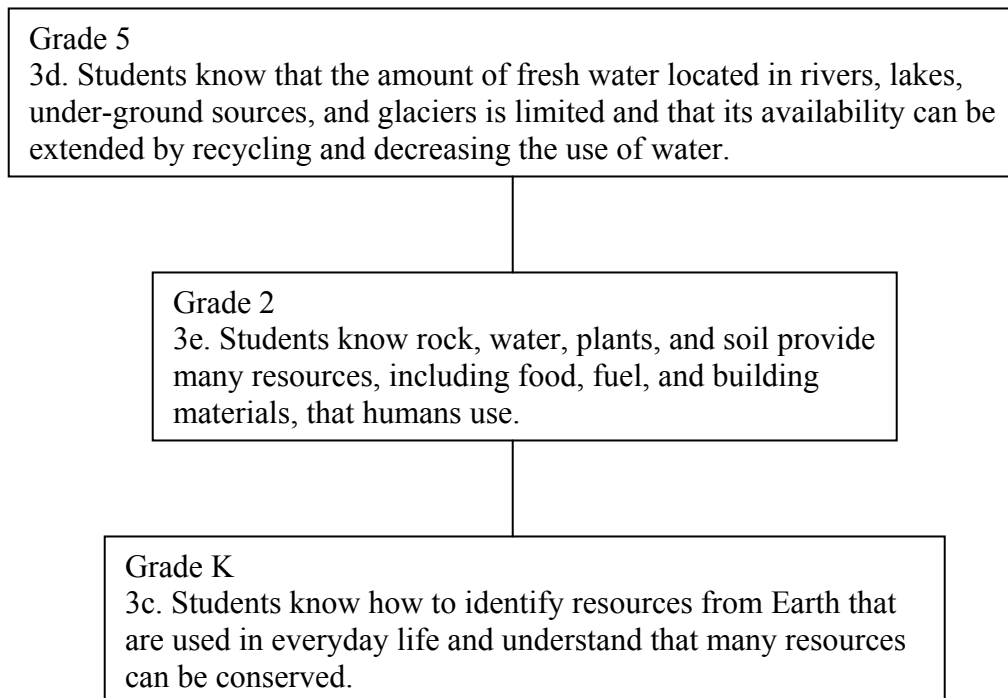 Grade 5
3d. Students know that the amount of fresh water located in rivers, lakes,
under-ground sources, and glaciers is limited and that its availability can be
extended by recycling and decreasing the use of water.
Grade 2
3e. Students know rock, water, plants, and soil provide
many resources, including food, fuel, and building
materials, that humans use.
Grade K
3c. Students know how to identify resources from Earth that
are used in everyday life and understand that many resources
can be conserved.